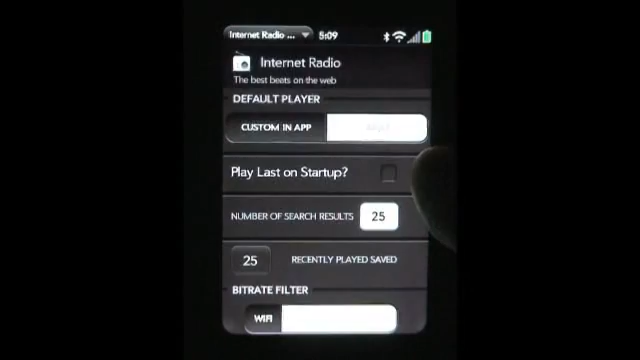 Internet Radio ... 5:09
Internet Radio
The best beats on the web
DEFAULT PLAYER
CUSTOM IN APP
Play Last on Startup?
NUMBER OF SEARCH RESULTS 25
25 RECENTLY PLAYED SAVED
BITRATE FILTER
WIFI